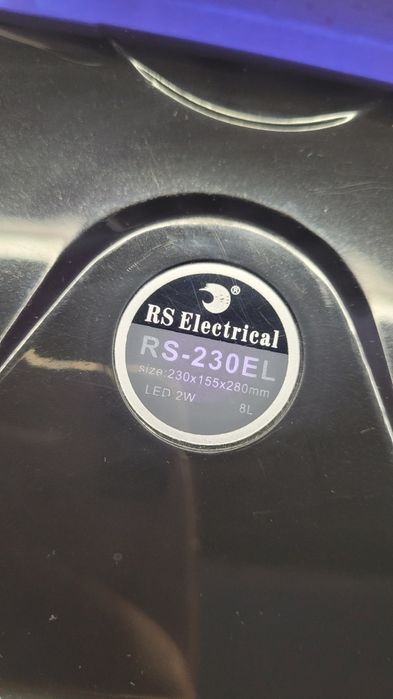 ®
RS Electrical
RS-230EL
size:230x155x280mm
LED 2W 8L